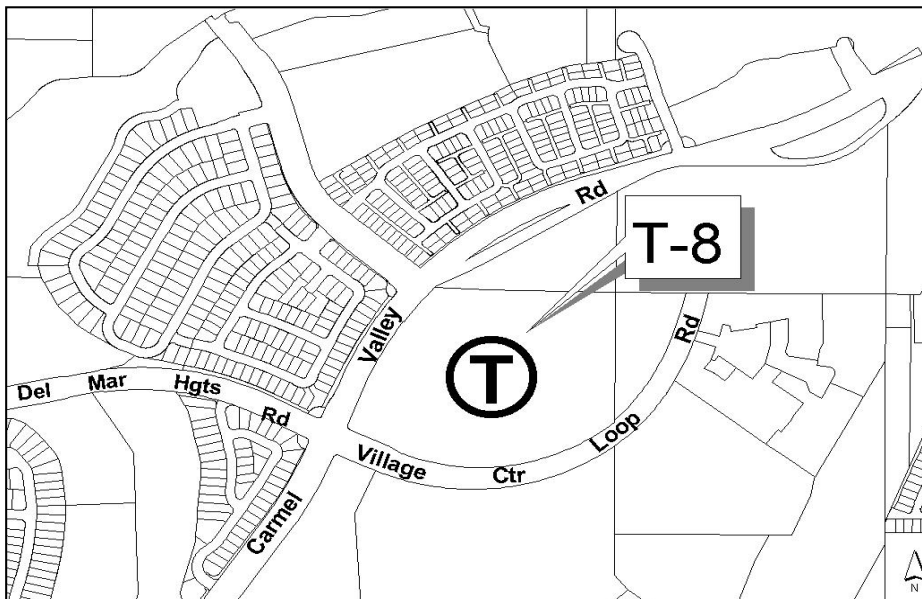 Rd
T-8
Valley
Rd
T
Del Mar Hgts Rd
Village Ctr Loop
Carmel
N